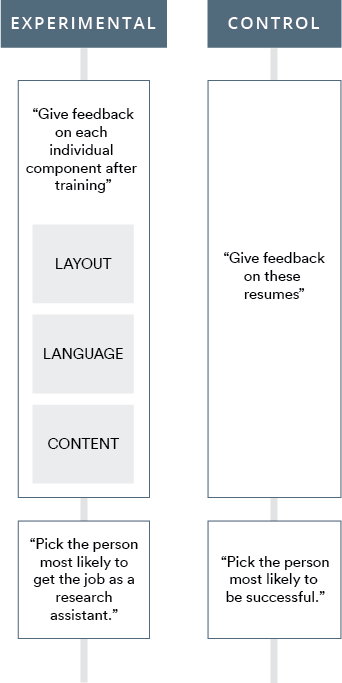 EXPERIMENTAL
“Give feedback
on each
individual
component after
training”
LAYOUT
LANGUAGE
CONTENT
“Pick the person
most likely to
get the job as a
research
assistant.”
CONTROL
“Give feedback
on these
resumes”
“Pick the person
most likely to
be successful.”